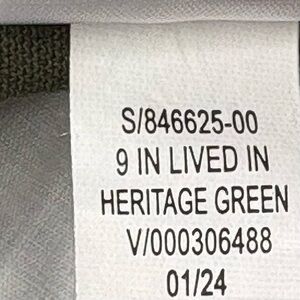 S/846625-00
9 IN LIVED IN
HERITAGE GREEN
V/000306488
01/24